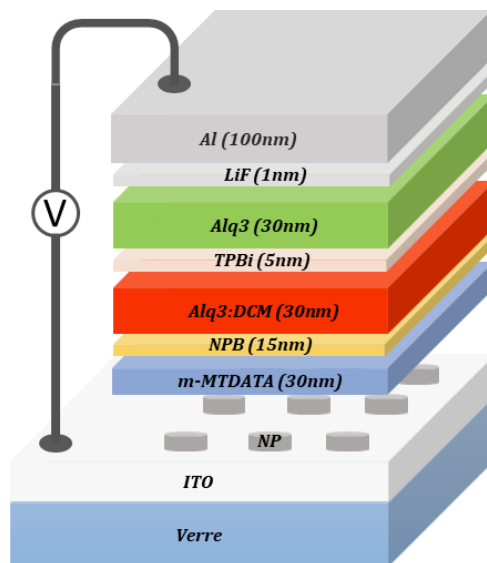 Al (100nm)
LiF (1nm)
Alq3 (30nm)
V
TPBi (5nm)
Alq3:DCM (30nm)
NPB (15nm)
m-MTDATA (30nm)
NP
ITO
Verre